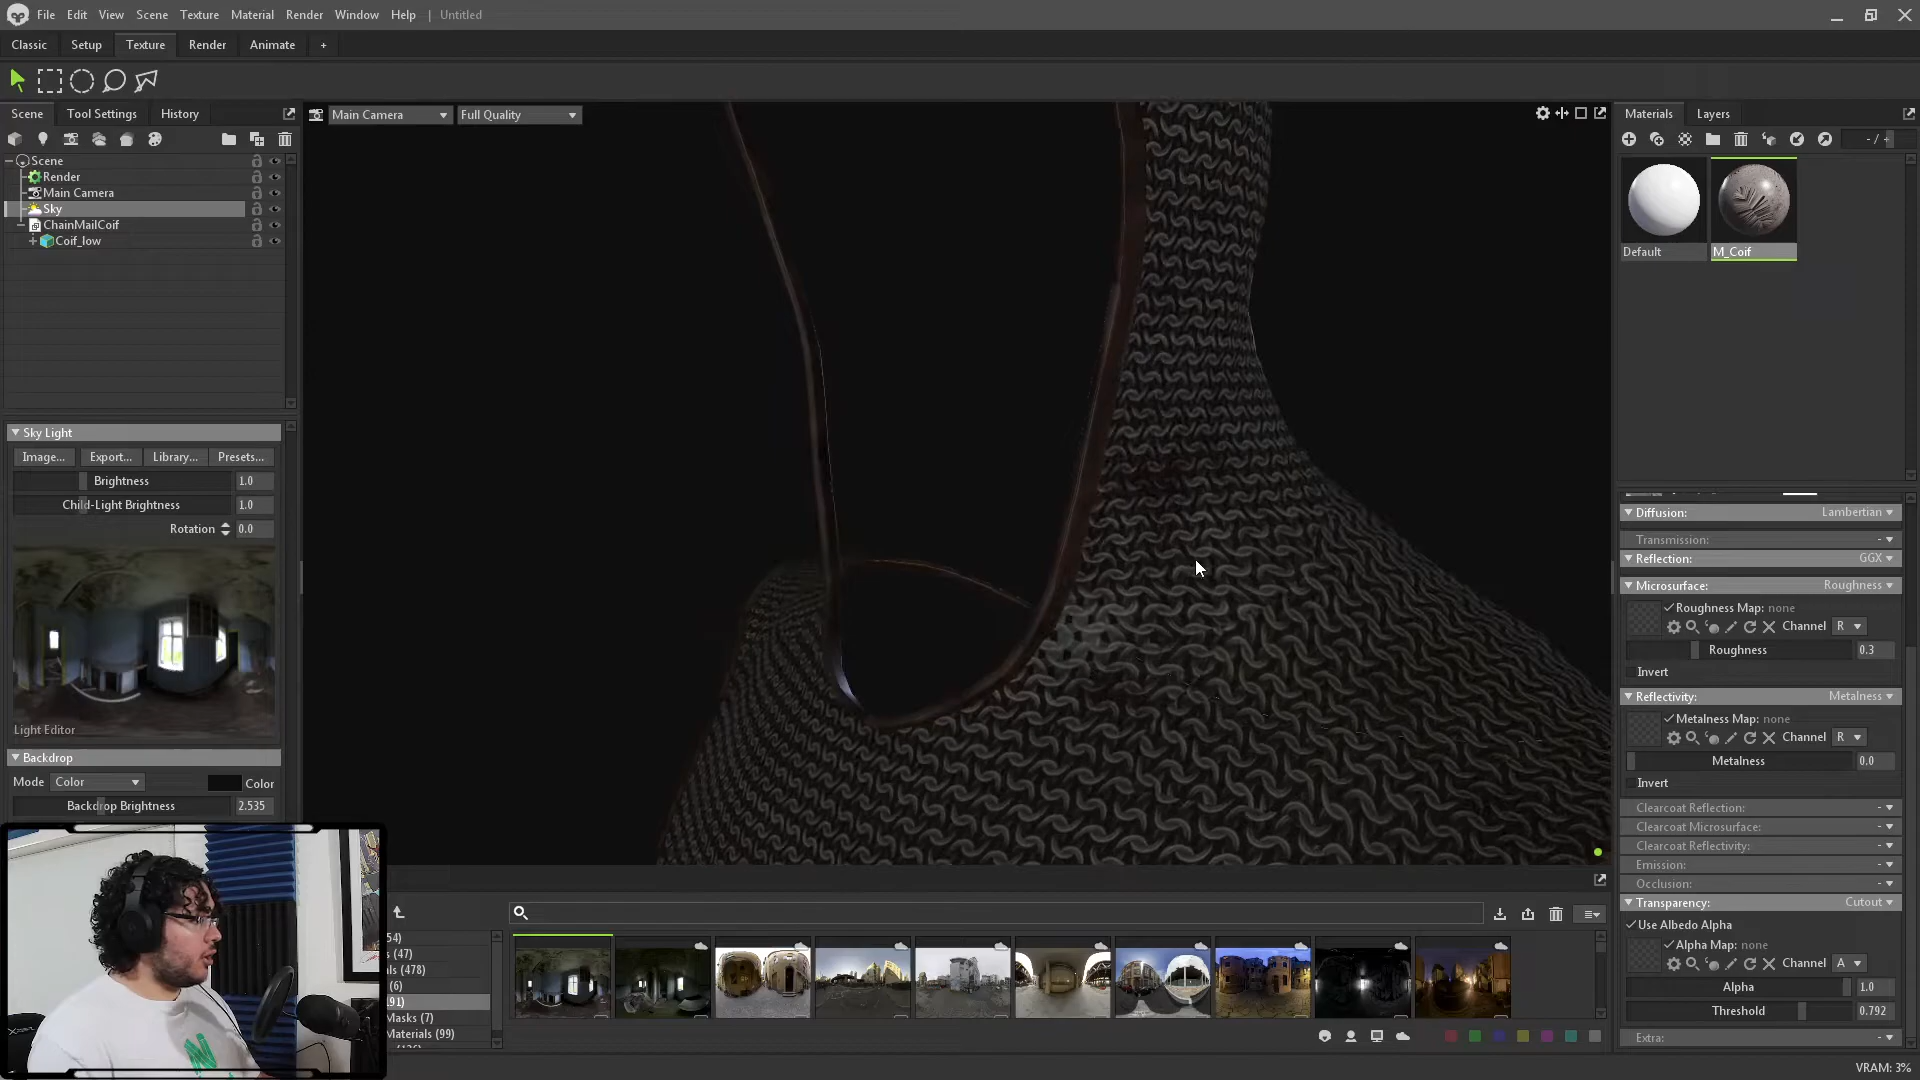 File Edit View Scene Texture Material Render Window Help | Untitled
Classic Setup Texture Render Animate +
Scene Tool Settings History
Scene
Render
Main Camera
Sky
ChainMailCoif
Coif_low
Sky Light
Image... Export... Library... Presets...
Brightness 1.0
Child-Light Brightness 1.0
Rotation 0.0
Light Editor
Backdrop
Mode Color Color
Backdrop Brightness 2.535
Main Camera Full Quality
54)
s (47)
als (478)
(6)
Masks (7)
Materials (99)
Materials Layers
- / +
Default M_Coif
Diffusion: Lambertian
Transmission: -
Reflection: GGX
Microsurface: Roughness
Roughness Map: none
Channel R
Roughness 0.3
Invert
Reflectivity: Metalness
Metalness Map: none
Channel R
Metalness 0.0
Invert
Clearcoat Reflection: -
Clearcoat Microsurface: -
Clearcoat Reflectivity: -
Emission: -
Occlusion: -
Transparency: Cutout
Use Albedo Alpha
Alpha Map: none
Channel A
Alpha 1.0
Threshold 0.792
Extra: -
VRAM: 3%